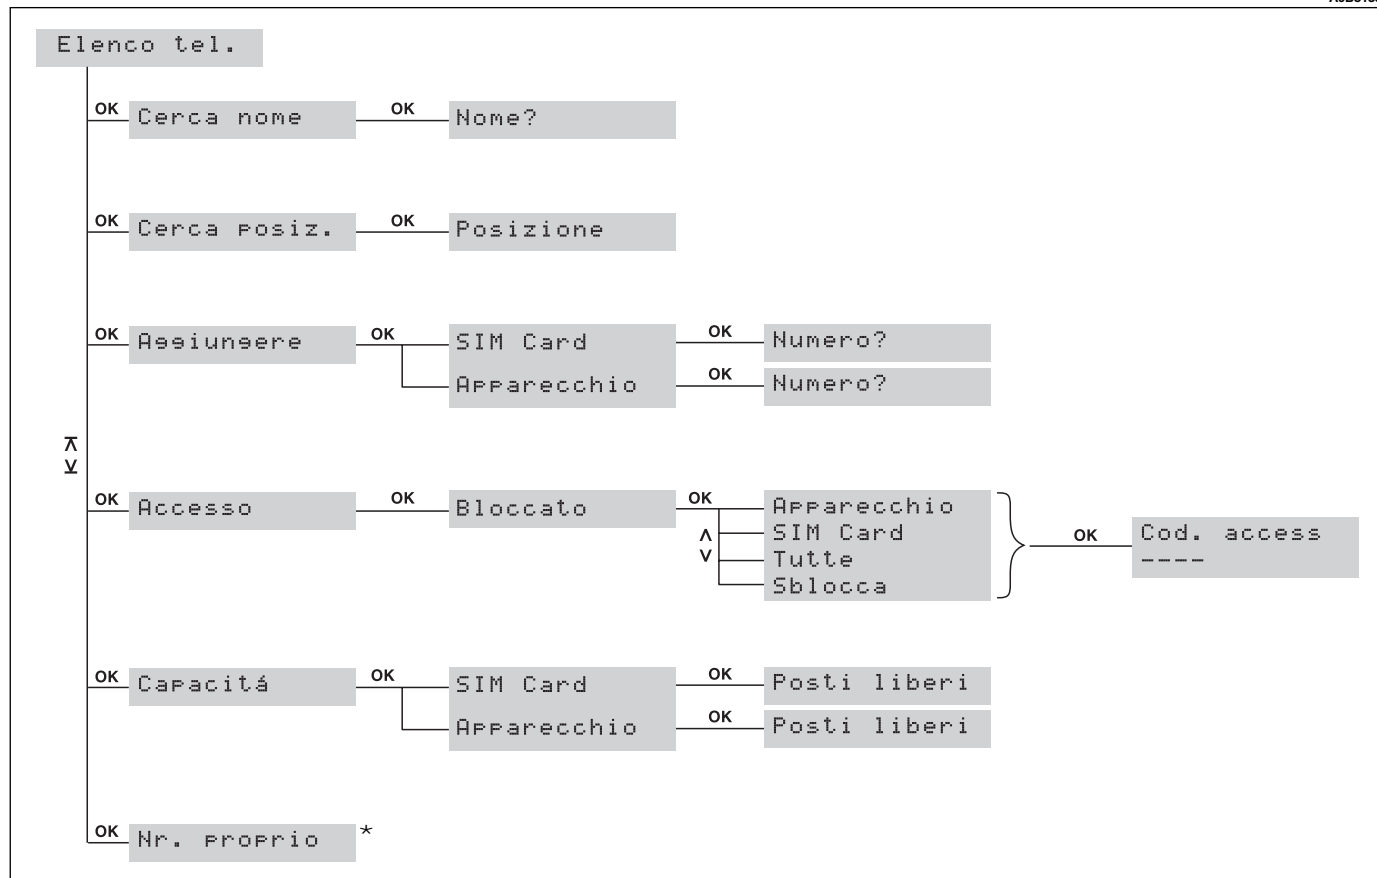 Elenco tel.
OK Cerca nome OK Nome?
OK Cerca posiz. OK Posizione
OK Aggiungere OK SIM Card OK Numero?
Apparecchio OK Numero?
OK Accesso OK Bloccato OK Apparecchio
SIM Card
Tutte
Sblocca
OK Cod. access
----
OK Capacitá OK SIM Card OK Posti liberi
Apparecchio OK Posti liberi
OK Nr. proprio *